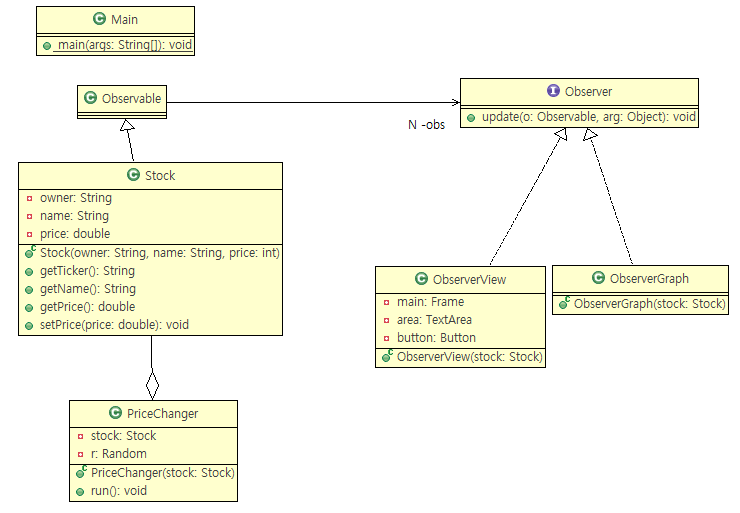 Main
main(args: String[]): void
Observable
Observer
update(o: Observable, arg: Object): void
N -obs
Stock
owner: String
name: String
price: double
Stock(owner: String, name: String, price: int)
getTicker(): String
getName(): String
getPrice(): double
setPrice(price: double): void
ObserverView
main: Frame
area: TextArea
button: Button
ObserverView(stock: Stock)
ObserverGraph
ObserverGraph(stock: Stock)
PriceChanger
stock: Stock
r: Random
PriceChanger(stock: Stock)
run(): void